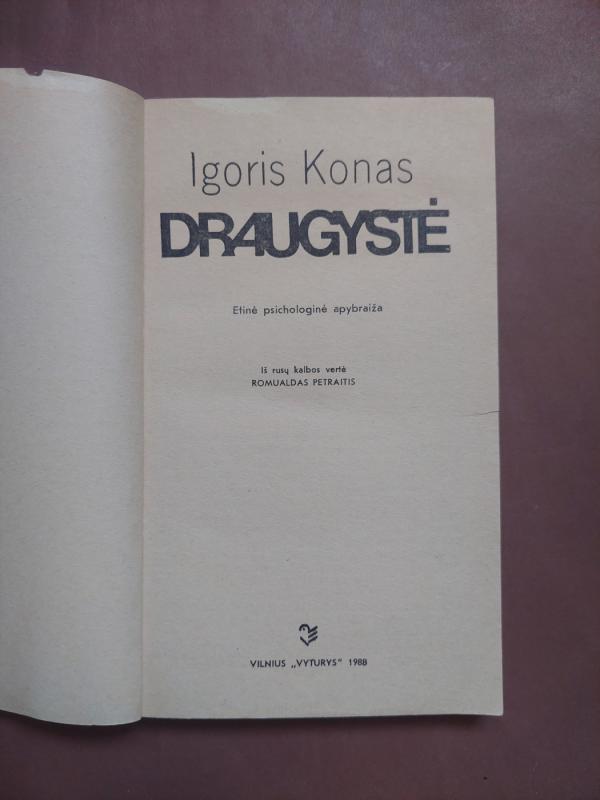 Igoris Konas
DRAUGYSTĖ
Etinė psichologinė apybraiža
Iš rusų kalbos vertė
ROMUALDAS PETRAITIS
VILNIUS „VYTURYS" 1988